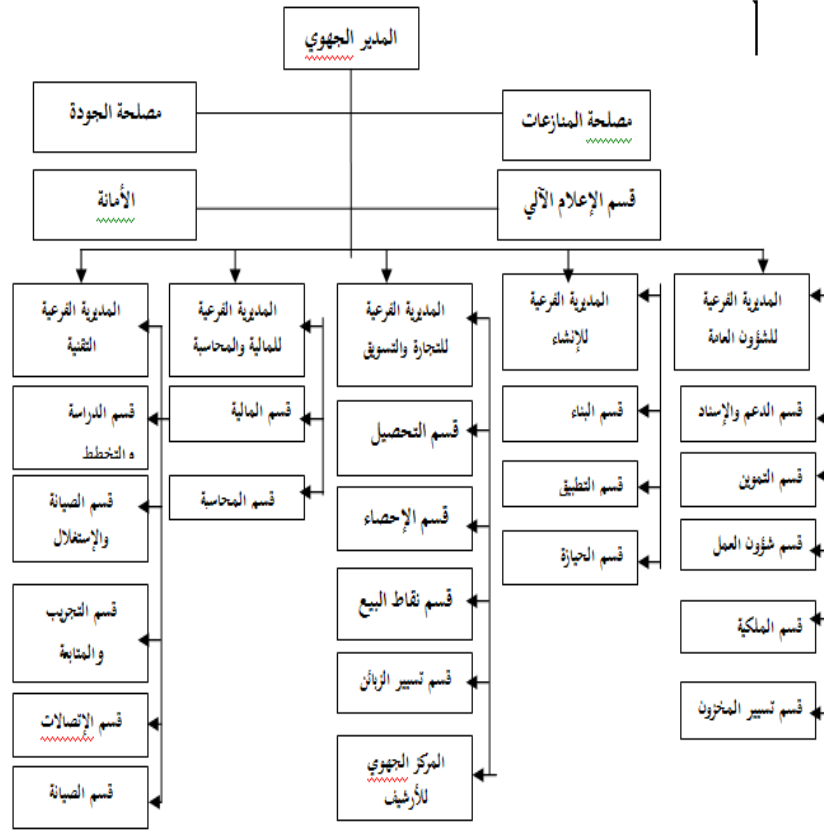 المدير الجهوي
مصلحة المنازعات
مصلحة الجودة
قسم الإعلام الآلي
الأمانة
المديرية الفرعية
للشؤون العامة
قسم الدعم والإسناد
قسم التموين
قسم شؤون العمل
قسم الملكية
قسم تسيير المخزون
المديرية الفرعية
للإنشاء
قسم البناء
قسم التطبيق
قسم الحيازة
المديرية الفرعية
للتجارة والتسويق
قسم التحصيل
قسم الإحصاء
قسم نقاط البيع
قسم تسيير الزبائن
المركز الجهوي
للأرشيف
المديرية الفرعية
للمالية والمحاسبة
قسم المالية
قسم المحاسبة
المديرية الفرعية
التقنية
قسم الدراسة
و التخطط
قسم الصيانة
والإستغلال
قسم التجريب
و المتابعة
قسم الإتصالات
قسم الصيانة